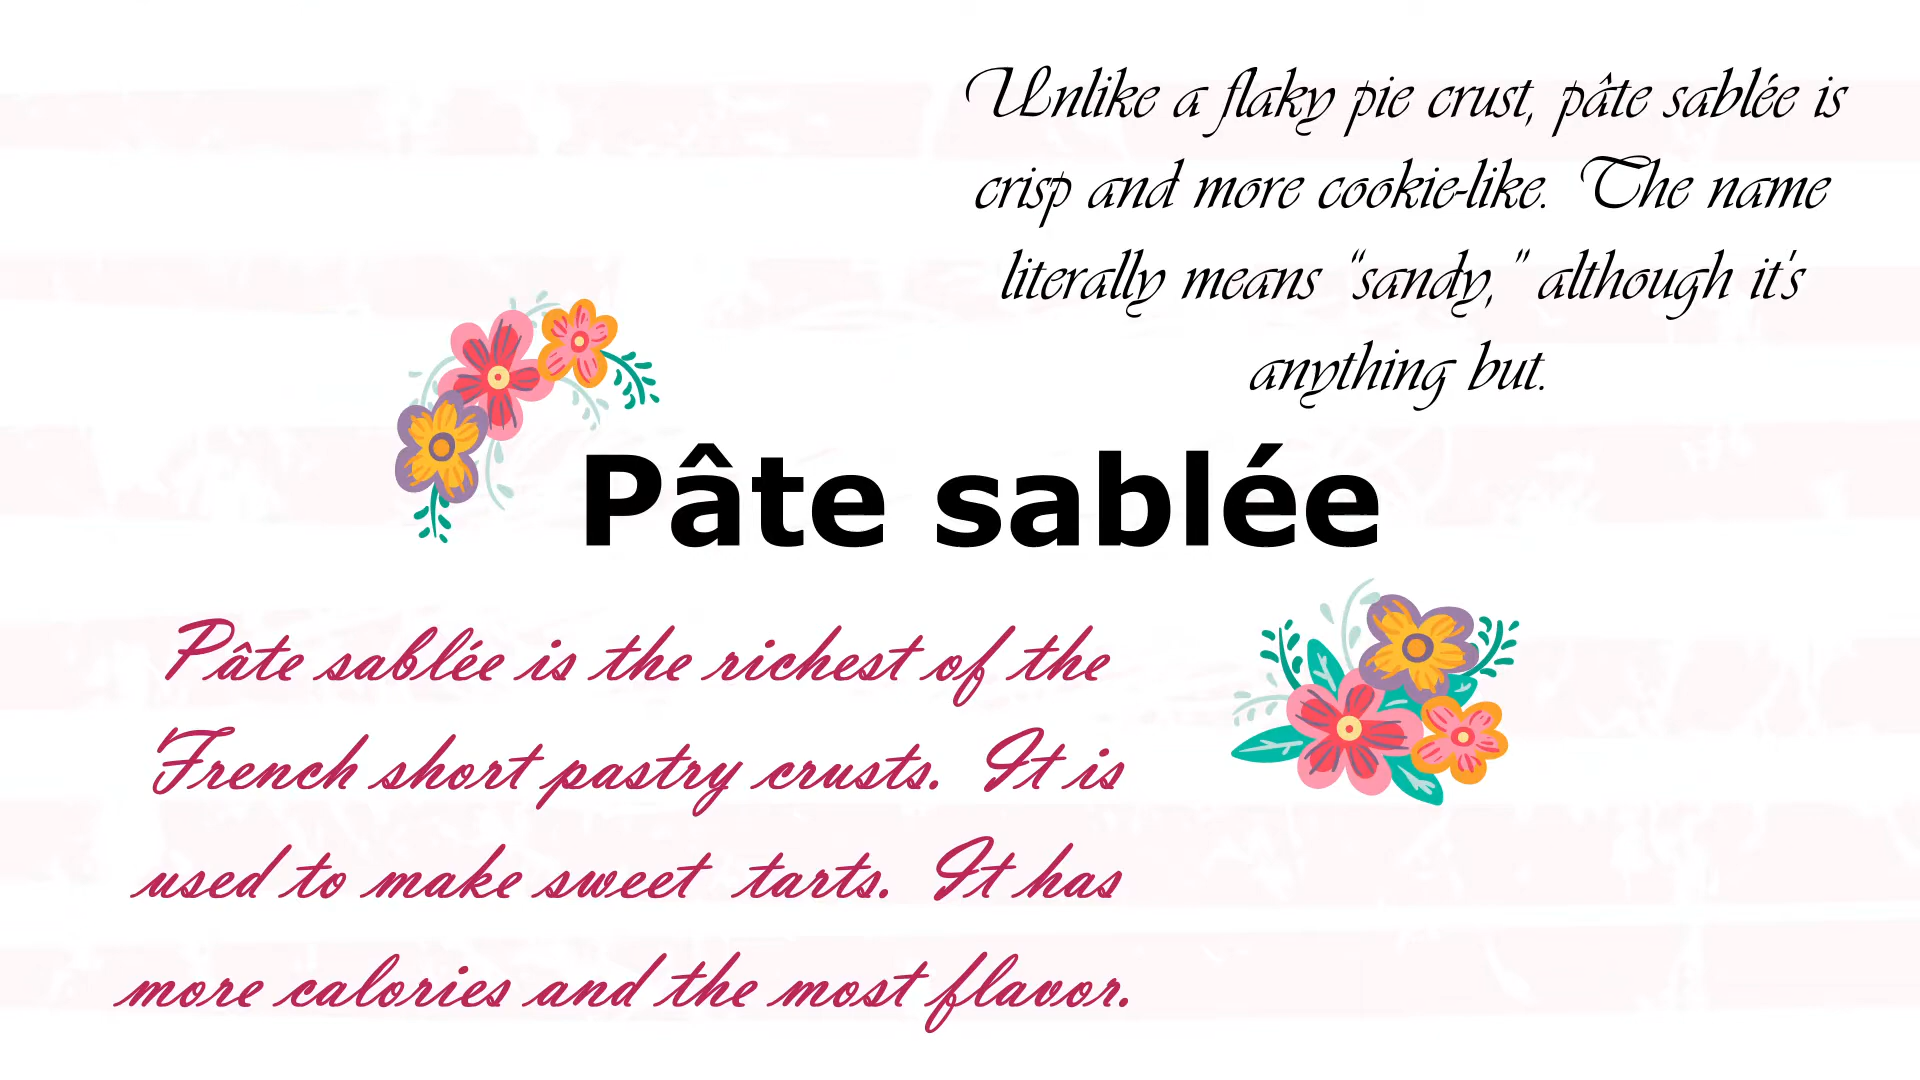 Unlike a flaky pie crust, pâte sablée is
crisp and more cookie-like. The name
literally means “sandy,” although it's
anything but.
Pâte sablée
Pâte sablée is the richest of the
French short pastry crusts. It is
used to make sweet tarts. It has
more calories and the most flavor.